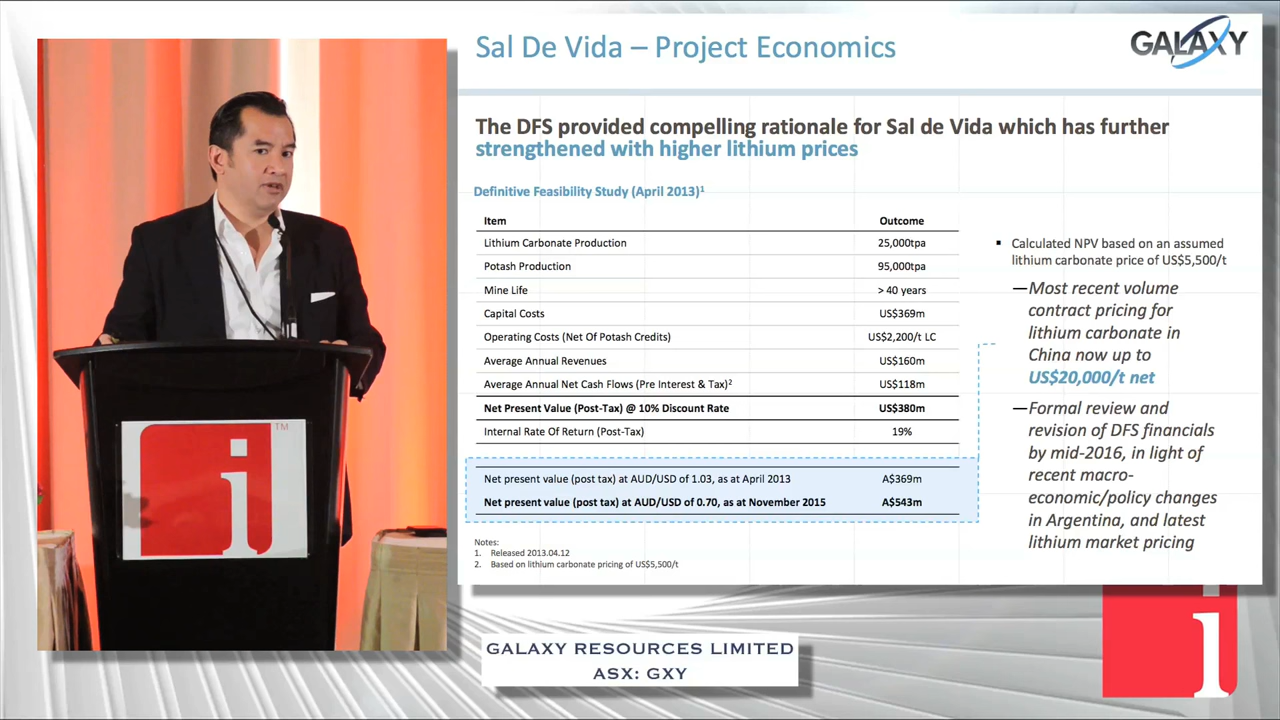 Sal De Vida – Project Economics
GALAXY
The DFS provided compelling rationale for Sal de Vida which has further
strengthened with higher lithium prices
Definitive Feasibility Study (April 2013)1
Item Outcome
Lithium Carbonate Production 25,000tpa
Potash Production 95,000tpa
Mine Life > 40 years
Capital Costs US$369m
Operating Costs (Net Of Potash Credits) US$2,200/t LC
Average Annual Revenues US$160m
Average Annual Net Cash Flows (Pre Interest & Tax)2 US$118m
Net Present Value (Post-Tax) @ 10% Discount Rate US$380m
Internal Rate Of Return (Post-Tax) 19%
Net present value (post tax) at AUD/USD of 1.03, as at April 2013 A$369m
Net present value (post tax) at AUD/USD of 0.70, as at November 2015 A$543m
Notes:
1. Released 2013.04.12
2. Based on lithium carbonate pricing of US$5,500/t
▪ Calculated NPV based on an assumed
lithium carbonate price of US$5,500/t
—Most recent volume
contract pricing for
lithium carbonate in
China now up to
US$20,000/t net
—Formal review and
revision of DFS financials
by mid-2016, in light of
recent macro-
economic/policy changes
in Argentina, and latest
lithium market pricing
i TM
GALAXY RESOURCES LIMITED
ASX: GXY
i